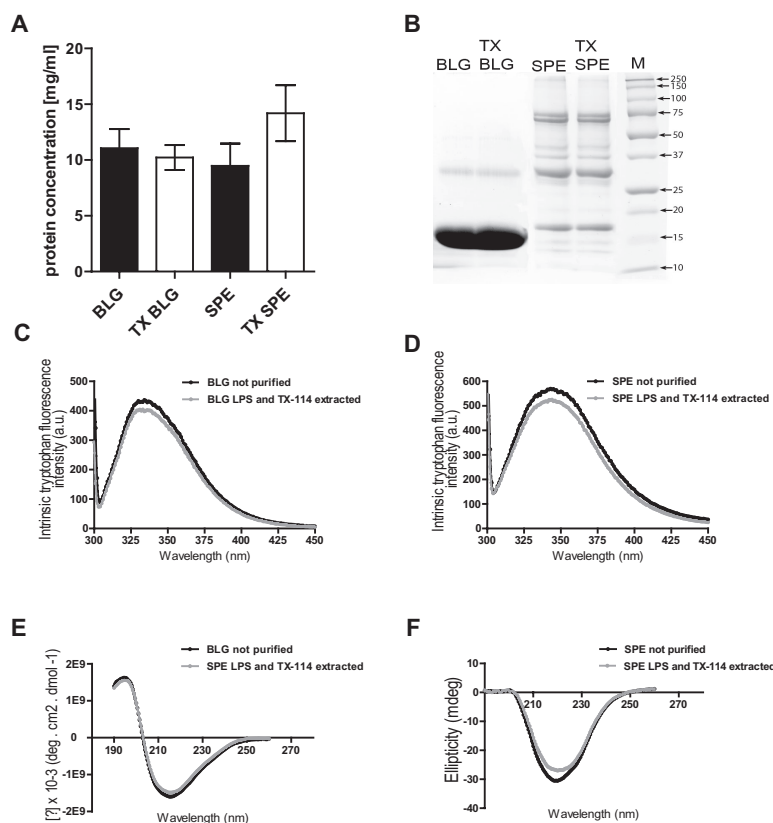 A
protein concentration [mg/ml]
20
15
10
5
0
BLG
TX BLG
SPE
TX SPE
B
BLG
TX
BLG
SPE
TX
SPE
M
250
150
100
75
50
37
25
20
15
10
C
Intrinsic tryptophan fluorescence
intensity (a.u.)
BLG not purified
BLG LPS and TX-114 extracted
500
400
300
200
100
0
300 325 350 375 400 425 450
Wavelength (nm)
D
Intrinsic tryptophan fluorescence
intensity (a.u.)
SPE not purified
SPE LPS and TX-114 extracted
600
500
400
300
200
100
0
300 325 350 375 400 425 450
Wavelength (nm)
E
[?] x 10-3 (deg . cm2 . dmol -1)
BLG not purified
SPE LPS and TX-114 extracted
2E9
1E9
0
-1E9
-2E9
190 210 230 250 270
Wavelength (nm)
F
Ellipticity (mdeg)
SPE not purified
SPE LPS and TX-114 extracted
10
0
-10
-20
-30
-40
210 230 250 270
Wavelength (nm)